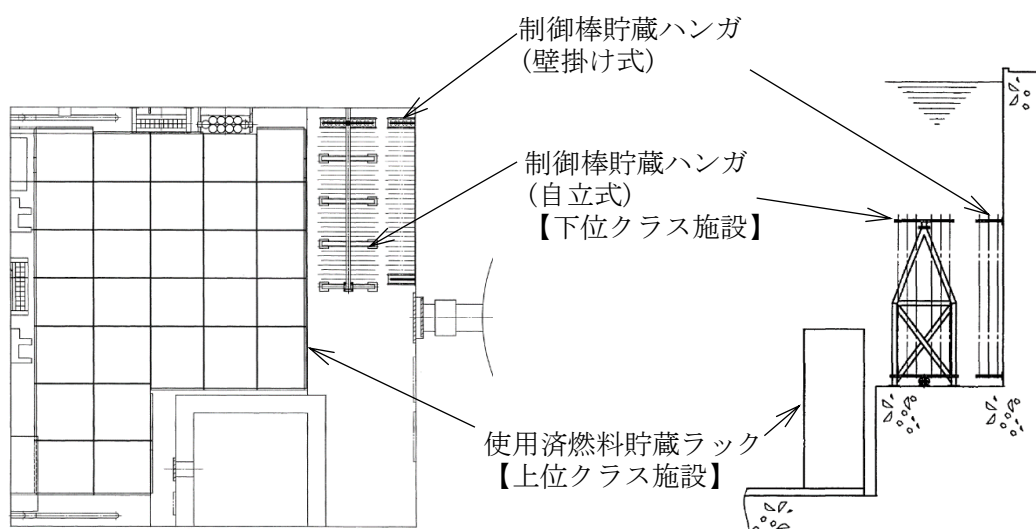 制御棒貯蔵ハンガ
(壁掛け式)
制御棒貯蔵ハンガ
(自立式)
【下位クラス施設】
使用済燃料貯蔵ラック
【上位クラス施設】